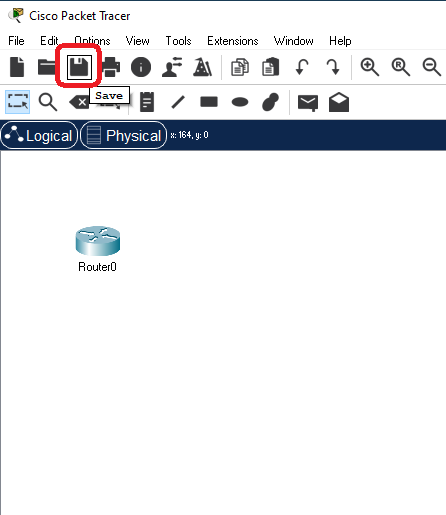 Cisco Packet Tracer
File Edit Options View Tools Extensions Window Help
Save
Logical Physical x: 164, y: 0
Router0